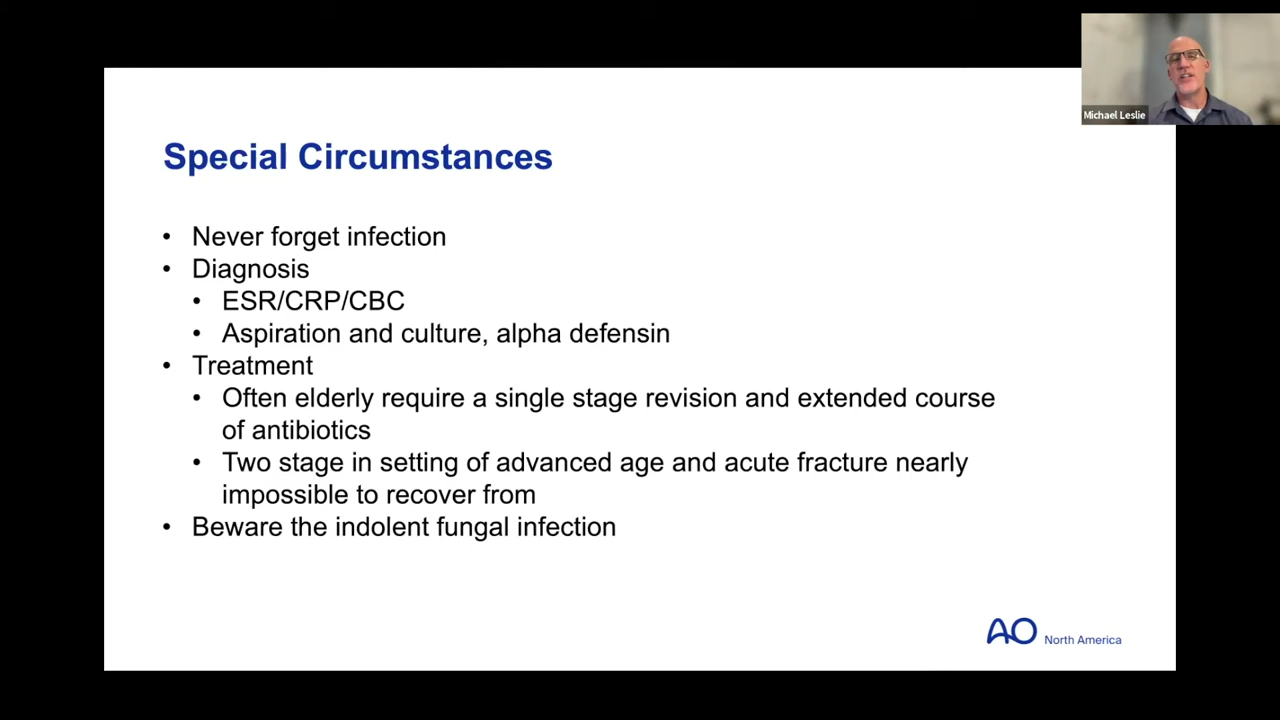 Michael Leslie
Special Circumstances
• Never forget infection
• Diagnosis
• ESR/CRP/CBC
• Aspiration and culture, alpha defensin
• Treatment
• Often elderly require a single stage revision and extended course
of antibiotics
• Two stage in setting of advanced age and acute fracture nearly
impossible to recover from
• Beware the indolent fungal infection
AO North America